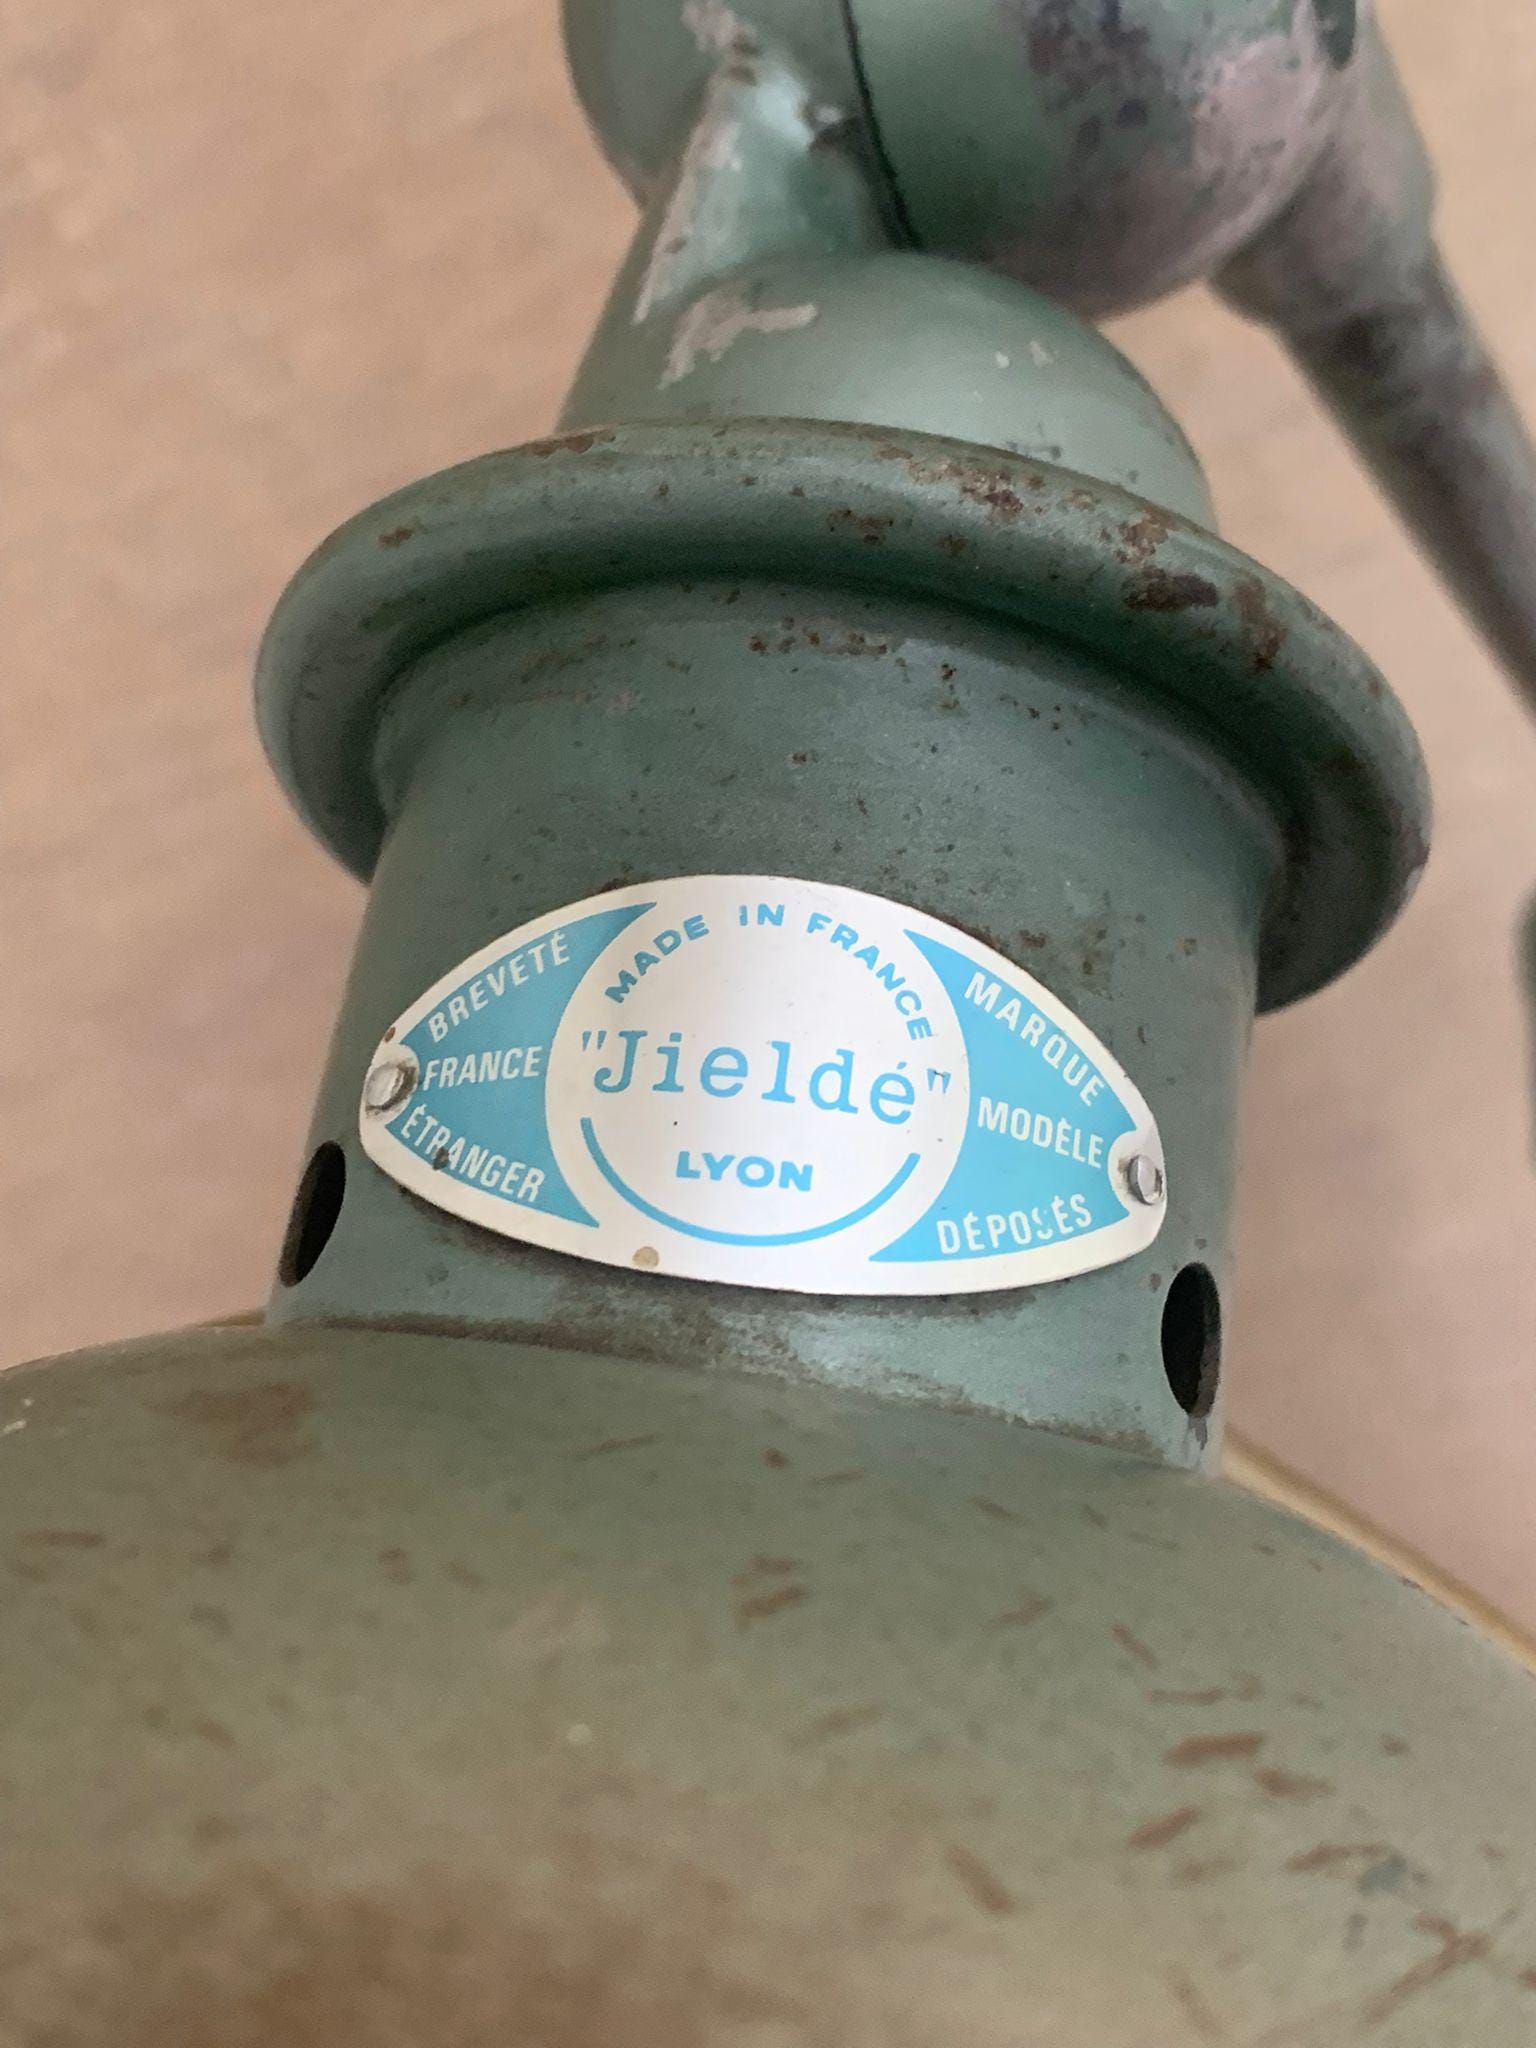 BREVETÉ
FRANCE
ÉTRANGER
MADE IN FRANCE
"Jieldé"
LYON
MARQUE
MODÈLE
DÉPOSÉS